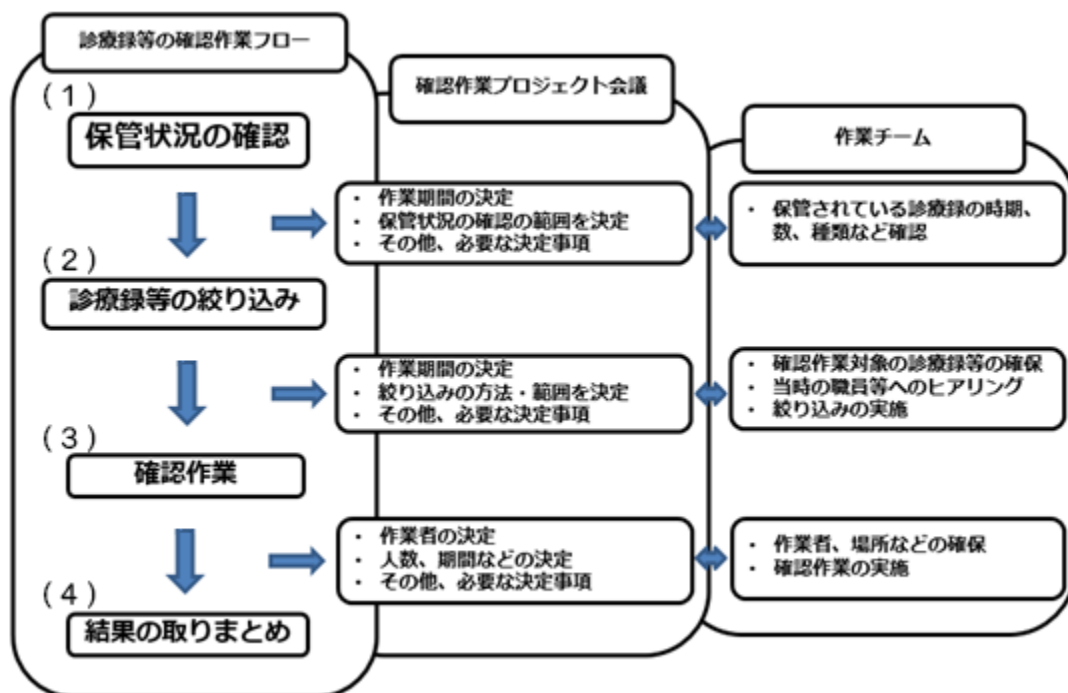 診療録等の確認作業フロー
(1)
保管状況の確認
(2)
診療録等の絞り込み
(3)
確認作業
(4)
結果の取りまとめ
確認作業プロジェクト会議
・ 作業期間の決定
・ 保管状況の確認の範囲を決定
・ その他、必要な決定事項
・ 作業期間の決定
・ 絞り込みの方法・範囲を決定
・ その他、必要な決定事項
・ 作業者の決定
・ 人数、期間などの決定
・ その他、必要な決定事項
作業チーム
・ 保管されている診療録の時期、
数、種類など確認
・ 確認作業対象の診療録等の確保
・ 当時の職員等へのヒアリング
・ 絞り込みの実施
・ 作業者、場所などの確保
・ 確認作業の実施